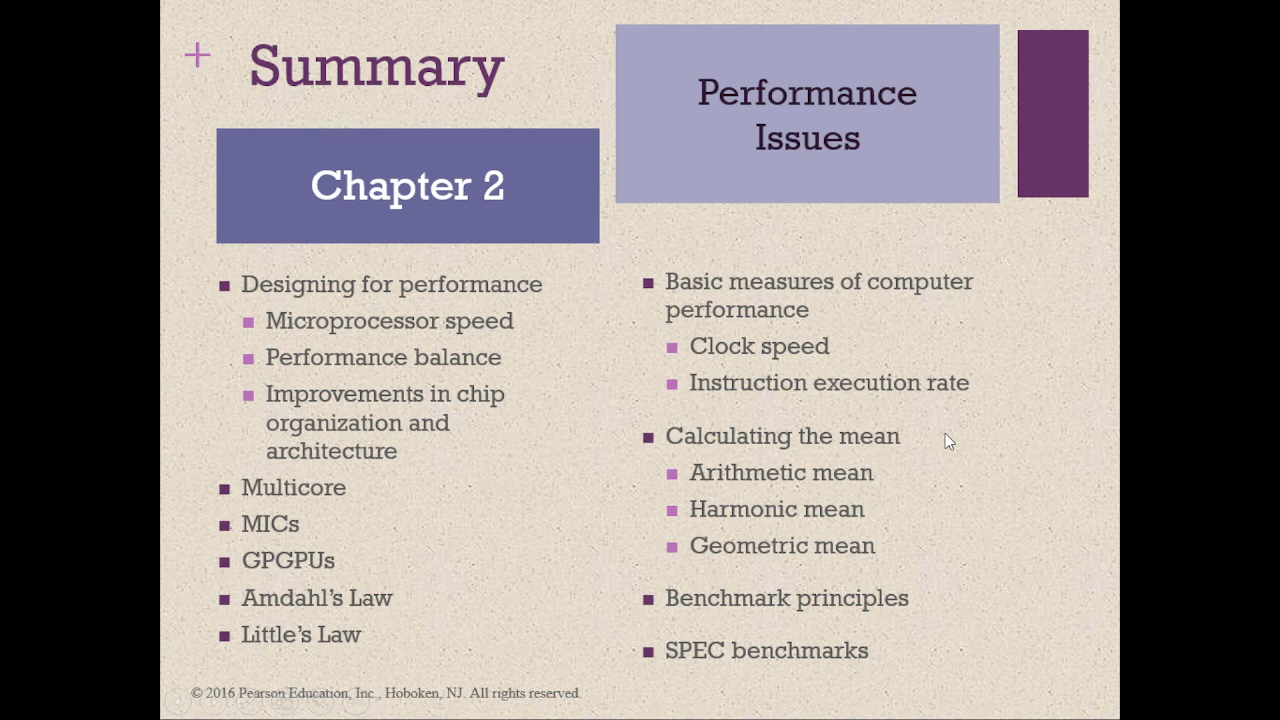 +
Summary
Chapter 2
Performance
Issues
Designing for performance
Microprocessor speed
Performance balance
Improvements in chip
organization and
architecture
Multicore
MICs
GPGPUs
Amdahl's Law
Little's Law
Basic measures of computer
performance
Clock speed
Instruction execution rate
Calculating the mean
Arithmetic mean
Harmonic mean
Geometric mean
Benchmark principles
SPEC benchmarks
© 2016 Pearson Education, Inc., Hoboken, NJ. All rights reserved.